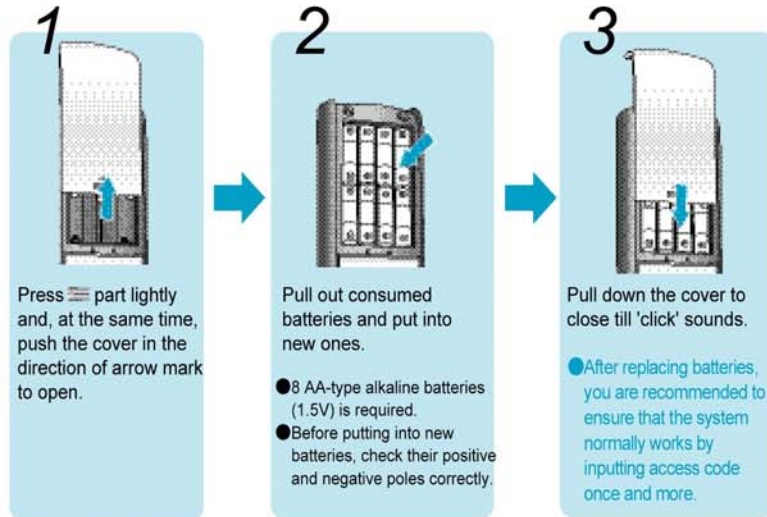 1
Press part lightly
and, at the same time,
push the cover in the
direction of arrow mark
to open.
2
Pull out consumed
batteries and put into
new ones.
●8 AA-type alkaline batteries
(1.5V) is required.
●Before putting into new
batteries, check their positive
and negative poles correctly.
3
Pull down the cover to
close till 'click' sounds.
●After replacing batteries,
you are recommended to
ensure that the system
normally works by
inputting access code
once and more.